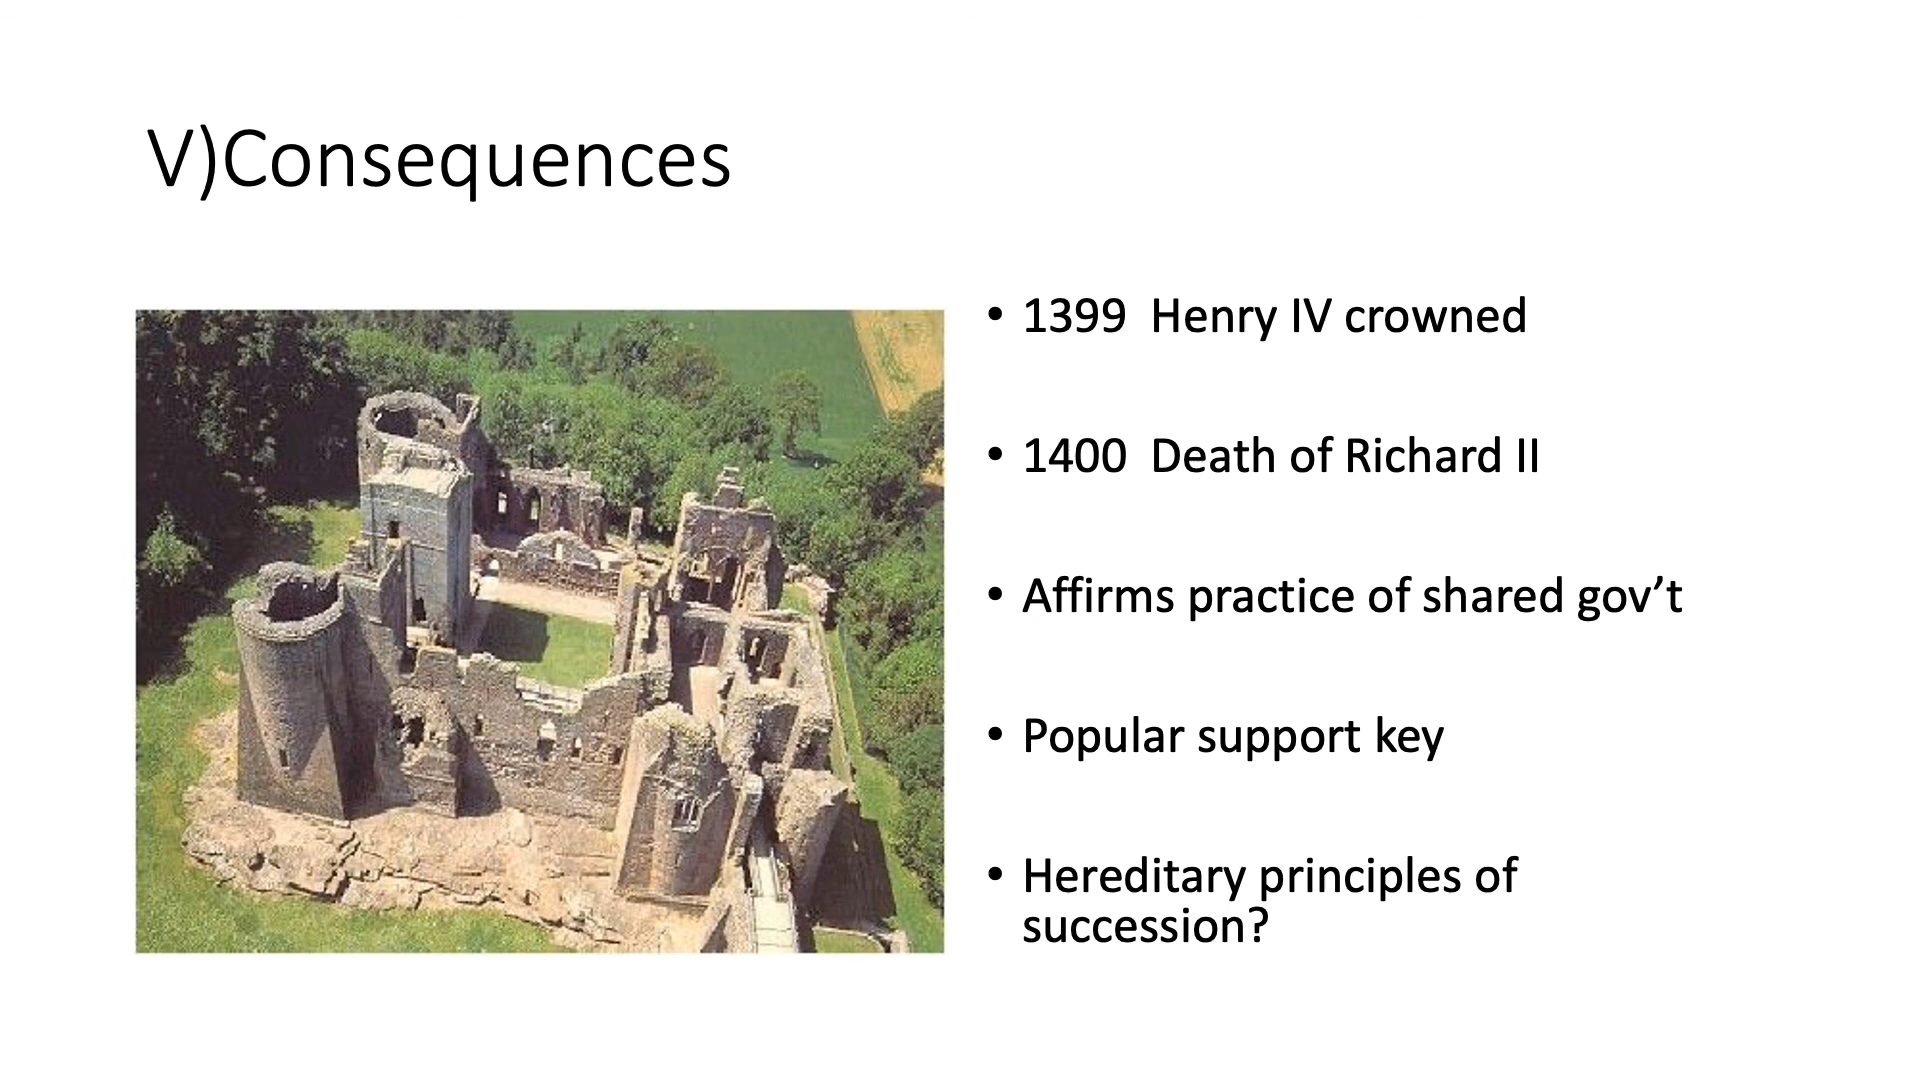 V)Consequences
• 1399  Henry IV crowned
• 1400  Death of Richard II
• Affirms practice of shared gov’t
• Popular support key
• Hereditary principles of
succession?